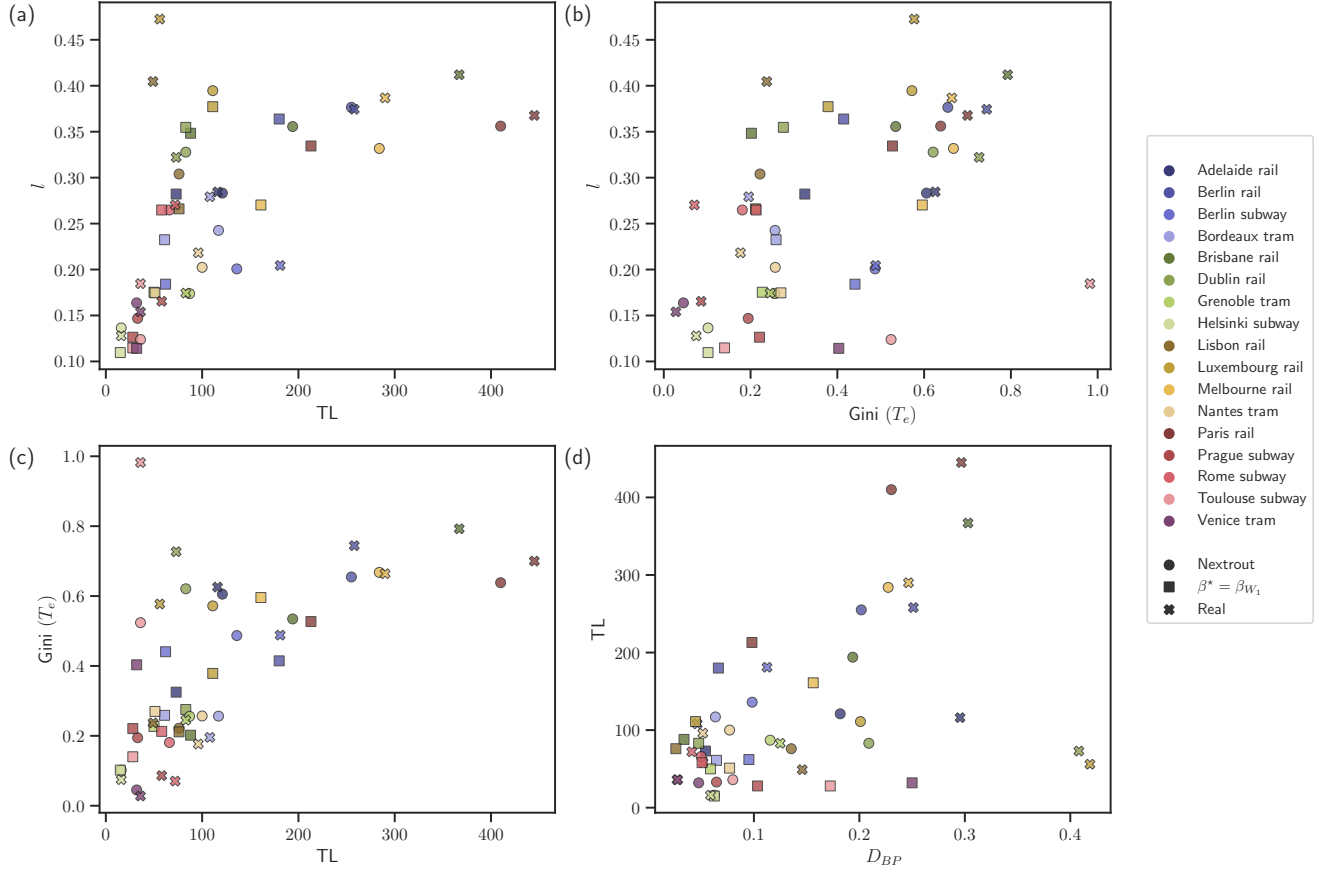 (a)
0.45
0.40
0.35
0.30
0.25
0.20
0.15
0.10
l
0 100 200 300 400
TL
(b)
0.45
0.40
0.35
0.30
0.25
0.20
0.15
0.10
l
0.0 0.2 0.4 0.6 0.8 1.0
Gini (T_e)
(c)
1.0
0.8
0.6
0.4
0.2
0.0
Gini (T_e)
0 100 200 300 400
TL
(d)
400
300
200
100
0
TL
0.1 0.2 0.3 0.4
D_{BP}
Adelaide rail
Berlin rail
Berlin subway
Bordeaux tram
Brisbane rail
Dublin rail
Grenoble tram
Helsinki subway
Lisbon rail
Luxembourg rail
Melbourne rail
Nantes tram
Paris rail
Prague subway
Rome subway
Toulouse subway
Venice tram
Nextrout
β* = β_{W_1}
Real